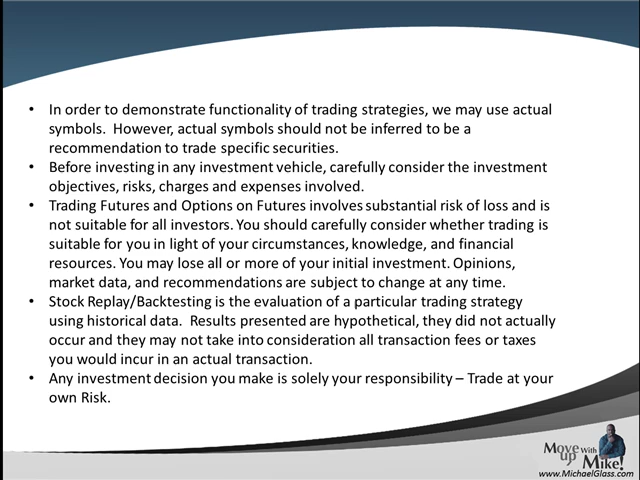 • In order to demonstrate functionality of trading strategies, we may use actual
symbols.  However, actual symbols should not be inferred to be a
recommendation to trade specific securities.
• Before investing in any investment vehicle, carefully consider the investment
objectives, risks, charges and expenses involved.
• Trading Futures and Options on Futures involves substantial risk of loss and is
not suitable for all investors. You should carefully consider whether trading is
suitable for you in light of your circumstances, knowledge, and financial
resources. You may lose all or more of your initial investment. Opinions,
market data, and recommendations are subject to change at any time.
• Stock Replay/Backtesting is the evaluation of a particular trading strategy
using historical data.  Results presented are hypothetical, they did not actually
occur and they may not take into consideration all transaction fees or taxes
you would incur in an actual transaction.
• Any investment decision you make is solely your responsibility – Trade at your
own Risk.
Move up With Mike!
www.MichaelGlass.com